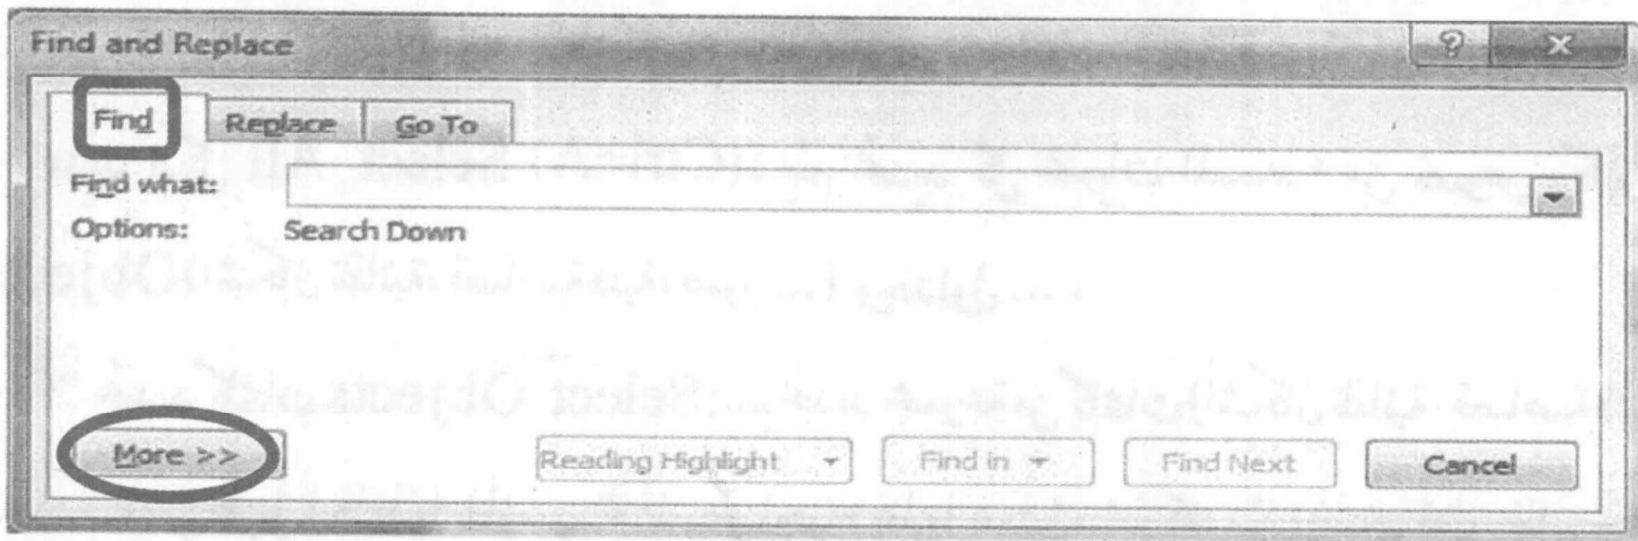 Find and Replace
Find Replace Go To
Find what:
Options: Search Down
More >> Reading Highlight Find in Find Next Cancel